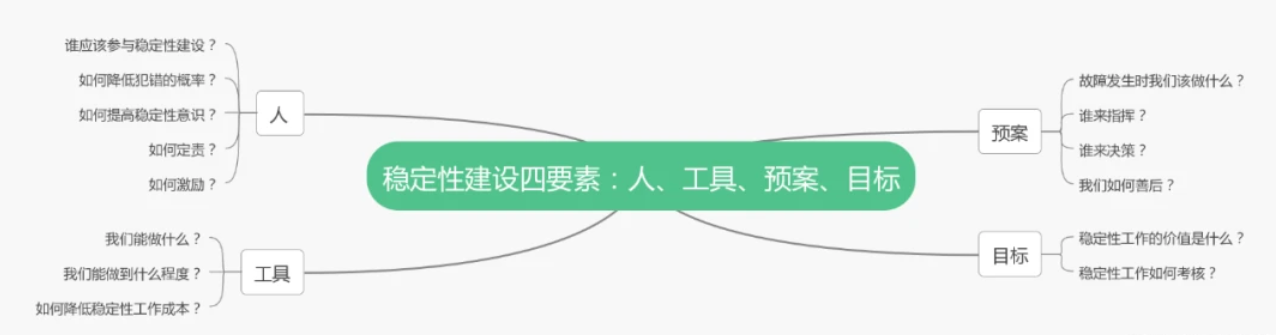 稳定性建设四要素：人、工具、预案、目标
人
谁应该参与稳定性建设？
如何降低犯错的概率？
如何提高稳定性意识？
如何定责？
如何激励？
工具
我们能做什么？
我们能做到什么程度？
如何降低稳定性工作成本？
预案
故障发生时我们该做什么？
谁来指挥？
谁来决策？
我们如何善后？
目标
稳定性工作的价值是什么？
稳定性工作如何考核？